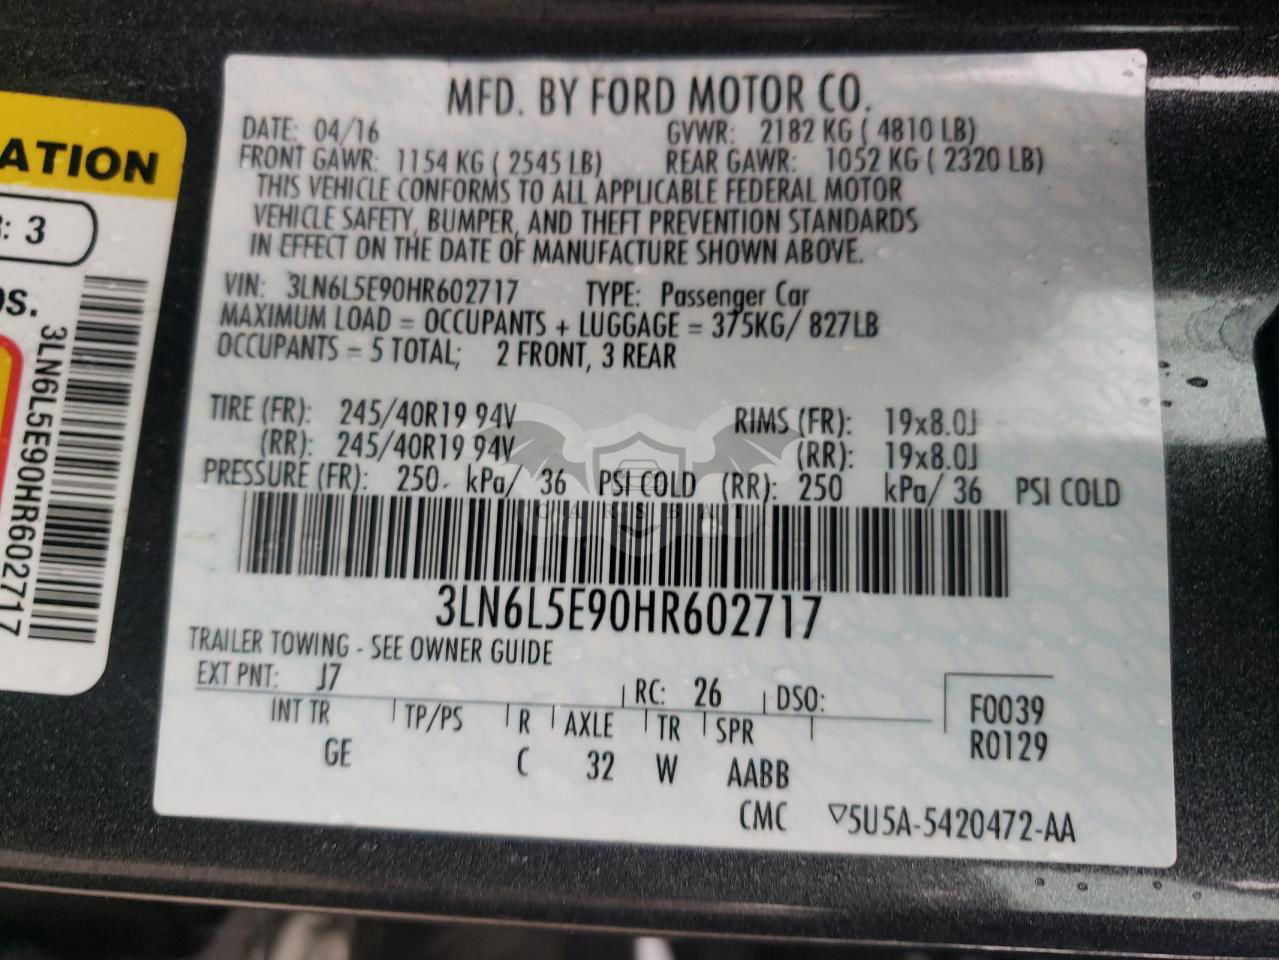 MFD. BY FORD MOTOR CO.
DATE: 04/16 GVWR: 2182 KG ( 4810 LB)
FRONT GAWR: 1154 KG ( 2545 LB) REAR GAWR: 1052 KG ( 2320 LB)
THIS VEHICLE CONFORMS TO ALL APPLICABLE FEDERAL MOTOR
VEHICLE SAFETY, BUMPER, AND THEFT PREVENTION STANDARDS
IN EFFECT ON THE DATE OF MANUFACTURE SHOWN ABOVE.
VIN: 3LN6L5E90HR602717 TYPE: Passenger Car
MAXIMUM LOAD = OCCUPANTS + LUGGAGE = 375KG/ 827LB
OCCUPANTS = 5 TOTAL; 2 FRONT, 3 REAR
TIRE (FR): 245/40R19 94V RIMS (FR): 19x8.0J
(RR): 245/40R19 94V (RR): 19x8.0J
PRESSURE (FR): 250 kPa/ 36 PSI COLD (RR): 250 kPa/ 36 PSI COLD
CARSBAT
3LN6L5E90HR602717
TRAILER TOWING - SEE OWNER GUIDE
EXT PNT: J7 RC: 26 DSO:
INT TR TP/PS R AXLE TR SPR F0039
GE C 32 W AABB R0129
CMC ▽5U5A-5420472-AA
ATION
: 3
os.
3LN6L5E90HR602717